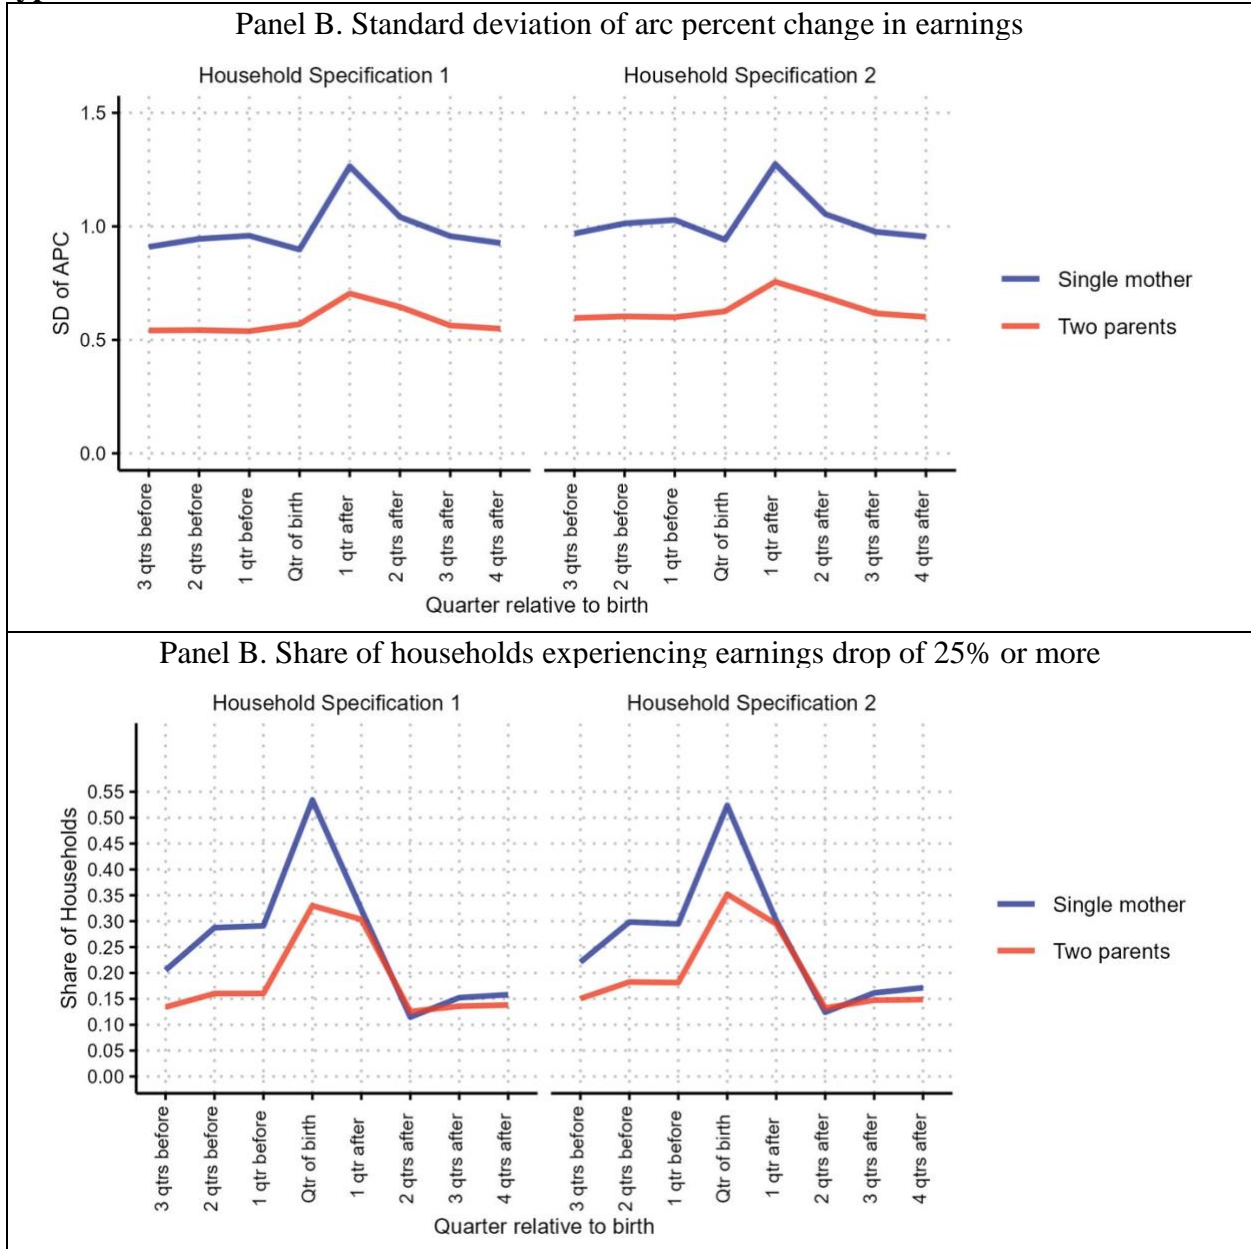 Panel B. Standard deviation of arc percent change in earnings
Household Specification 1
Household Specification 2
SD of APC
1.5
1.0
0.5
0.0
3 qtrs before
2 qtrs before
1 qtr before
Qtr of birth
1 qtr after
2 qtrs after
3 qtrs after
4 qtrs after
3 qtrs before
2 qtrs before
1 qtr before
Qtr of birth
1 qtr after
2 qtrs after
3 qtrs after
4 qtrs after
Quarter relative to birth
Single mother
Two parents
Panel B. Share of households experiencing earnings drop of 25% or more
Household Specification 1
Household Specification 2
Share of Households
0.55
0.50
0.45
0.40
0.35
0.30
0.25
0.20
0.15
0.10
0.05
0.00
3 qtrs before
2 qtrs before
1 qtr before
Qtr of birth
1 qtr after
2 qtrs after
3 qtrs after
4 qtrs after
3 qtrs before
2 qtrs before
1 qtr before
Qtr of birth
1 qtr after
2 qtrs after
3 qtrs after
4 qtrs after
Quarter relative to birth
Single mother
Two parents